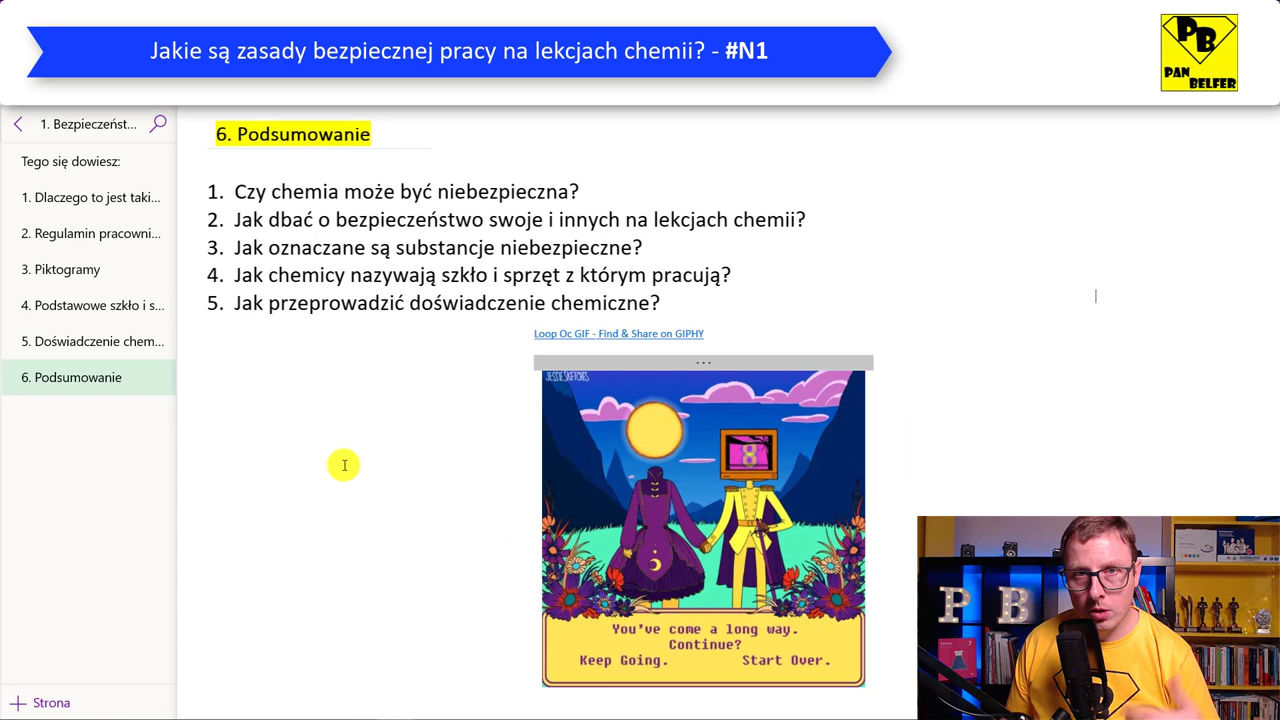 Jakie są zasady bezpiecznej pracy na lekcjach chemii? - #N1
PB
PAN
BELFER
1. Bezpieczeńst...
Tego się dowiesz:
1. Dlaczego to jest taki...
2. Regulamin pracowni...
3. Piktogramy
4. Podstawowe szkło i s...
5. Doświadczenie chem...
6. Podsumowanie
Strona
6. Podsumowanie
1. Czy chemia może być niebezpieczna?
2. Jak dbać o bezpieczeństwo swoje i innych na lekcjach chemii?
3. Jak oznaczane są substancje niebezpieczne?
4. Jak chemicy nazywają szkło i sprzęt z którym pracują?
5. Jak przeprowadzić doświadczenie chemiczne?
Loop Oc GIF - Find & Share on GIPHY
...
JESSIESKETCHES
8
You've come a long way.
Continue?
Keep Going. Start Over.
P B
7